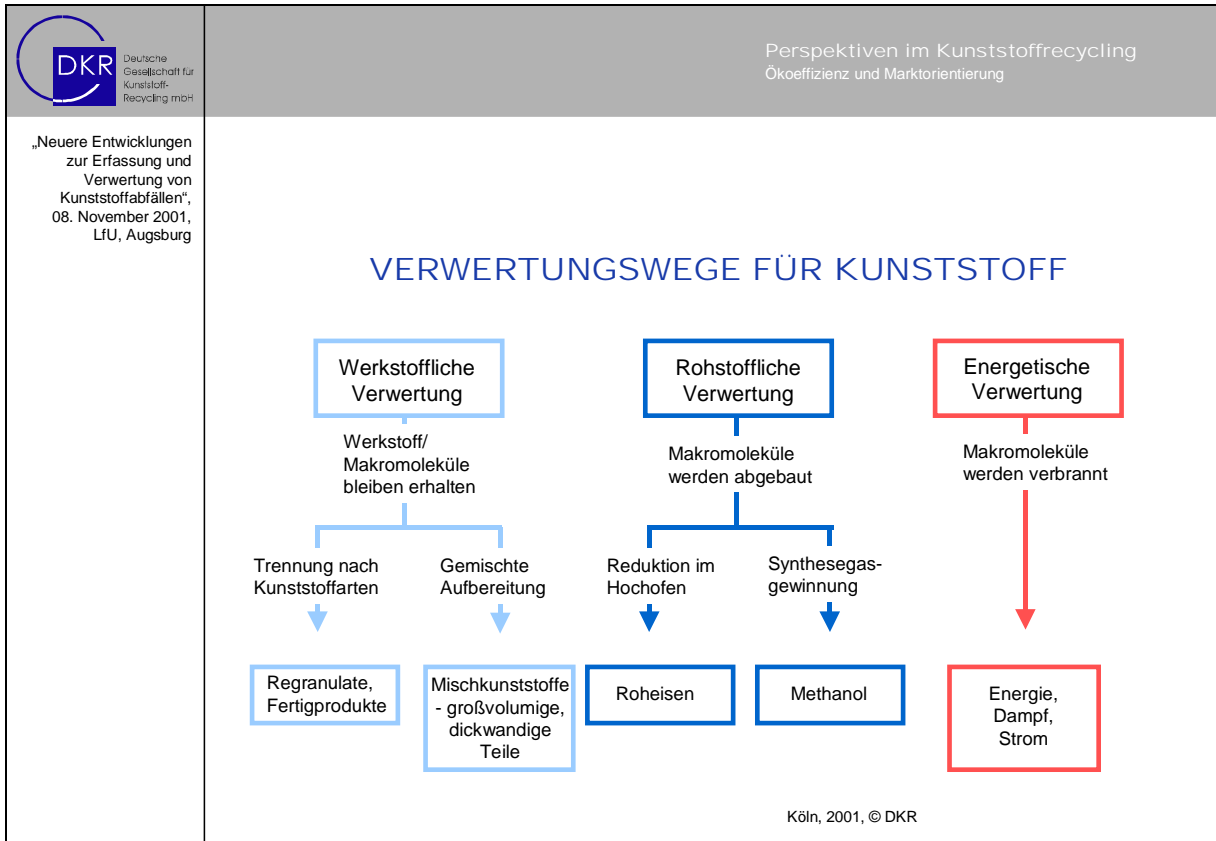 DKR
Deutsche
Gesellschaft für
Kunststoff-
Recycling mbH
Perspektiven im Kunststoffrecycling
Ökoeffizienz und Marktorientierung
„Neuere Entwicklungen
zur Erfassung und
Verwertung von
Kunststoffabfällen“,
08. November 2001,
LfU, Augsburg
VERWERTUNGSWEGE FÜR KUNSTSTOFF
Werkstoffliche
Verwertung
Werkstoff/
Makromoleküle
bleiben erhalten
Trennung nach
Kunststoffarten
Gemischte
Aufbereitung
Regranulate,
Fertigprodukte
Mischkunststoffe
- großvolumige,
dickwandige
Teile
Rohstoffliche
Verwertung
Makromoleküle
werden abgebaut
Reduktion im
Hochofen
Synthesegas-
gewinnung
Roheisen
Methanol
Energetische
Verwertung
Makromoleküle
werden verbrannt
Energie,
Dampf,
Strom
Köln, 2001, © DKR